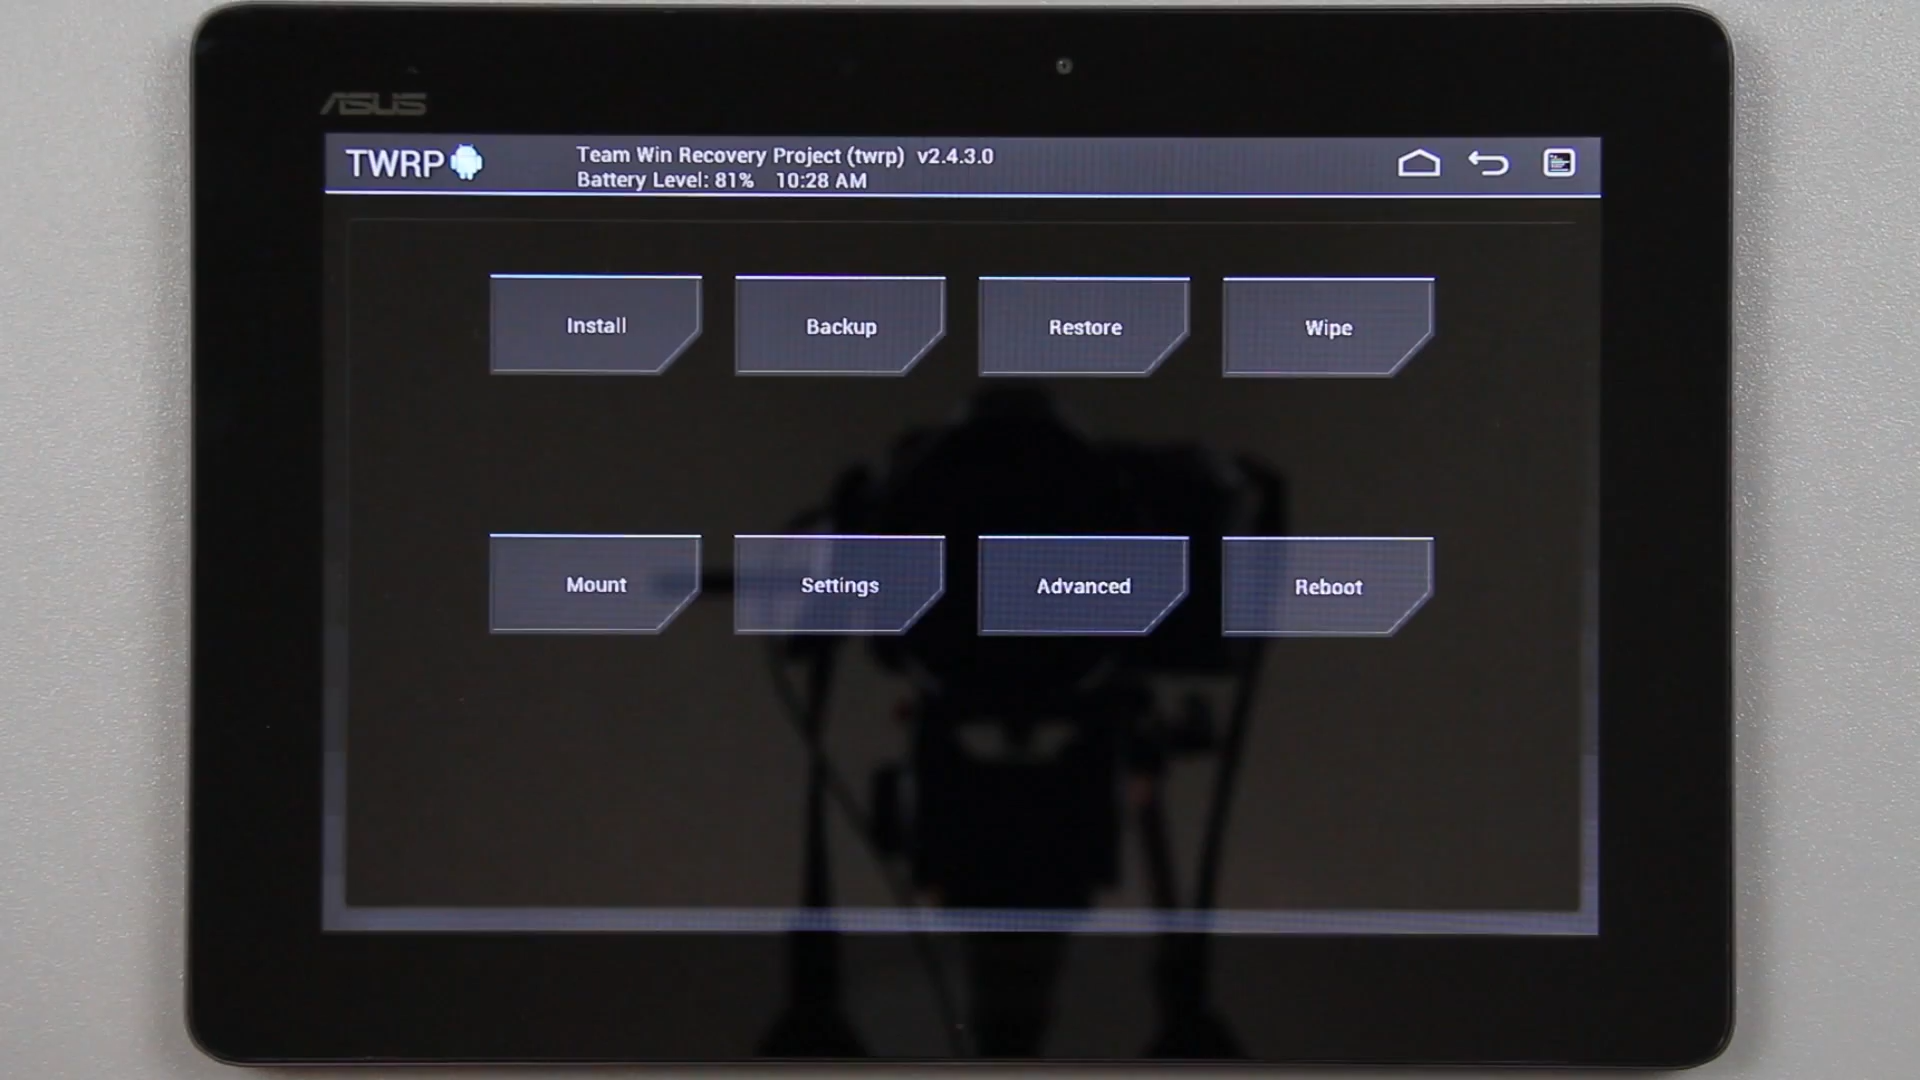 ASUS
TWRP
Team Win Recovery Project (twrp) v2.4.3.0
Battery Level: 81% 10:28 AM
Install
Backup
Restore
Wipe
Mount
Settings
Advanced
Reboot